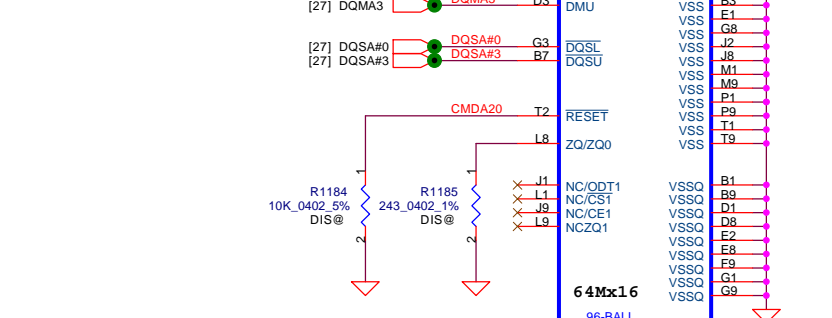 [27] DQMA3 DQMA3 D3 DMU VSS B3
VSS E1
VSS G8
[27] DQSA#0 DQSA#0 G3 DQSL VSS J2
[27] DQSA#3 DQSA#3 B7 DQSU VSS J8
VSS M1
VSS M9
VSS P1
CMDA20 T2 RESET VSS P9
VSS T1
L8 ZQ/ZQ0 VSS T9
1 1
R1184 R1185 J1 NC/ODT1 VSSQ B1
10K_0402_5% 243_0402_1% L1 NC/CS1 VSSQ B9
DIS@ DIS@ J9 NC/CE1 VSSQ D1
L9 NCZQ1 VSSQ D8
2 2 VSSQ E2
VSSQ E8
VSSQ F9
VSSQ G1
64Mx16 VSSQ G9
96-BALL